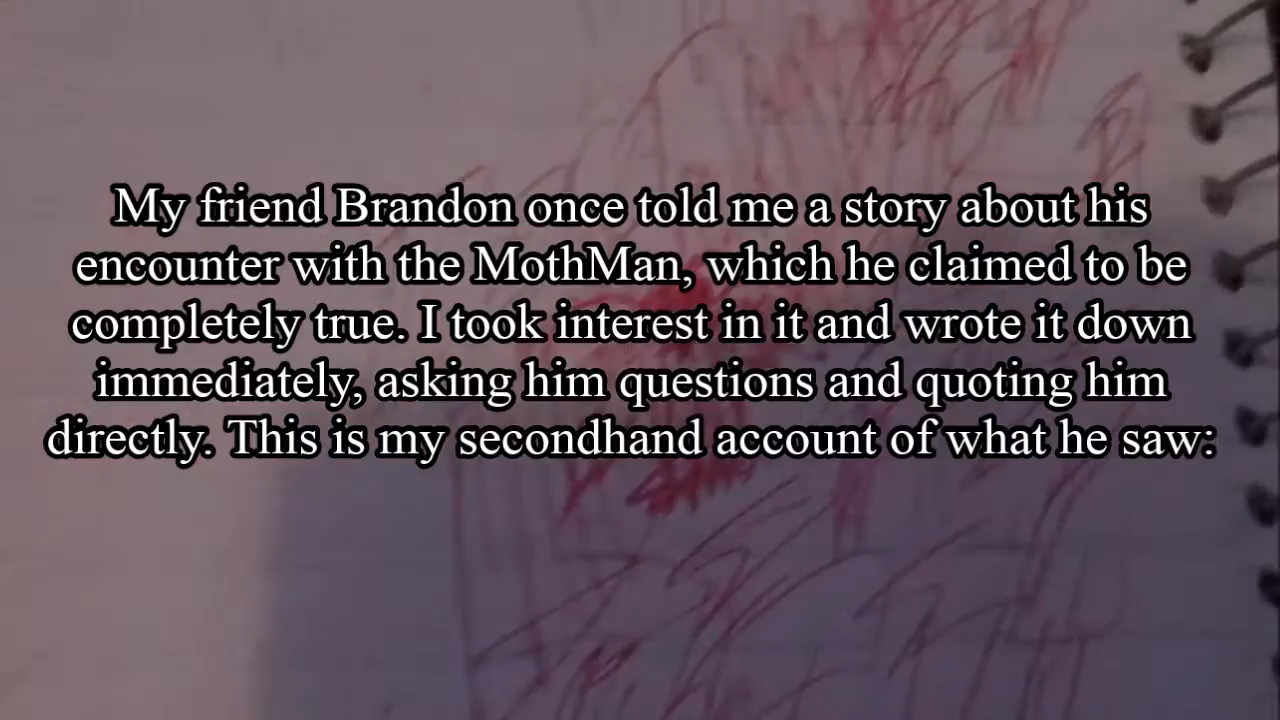 My friend Brandon once told me a story about his
encounter with the MothMan, which he claimed to be
completely true. I took interest in it and wrote it down
immediately, asking him questions and quoting him
directly. This is my secondhand account of what he saw: